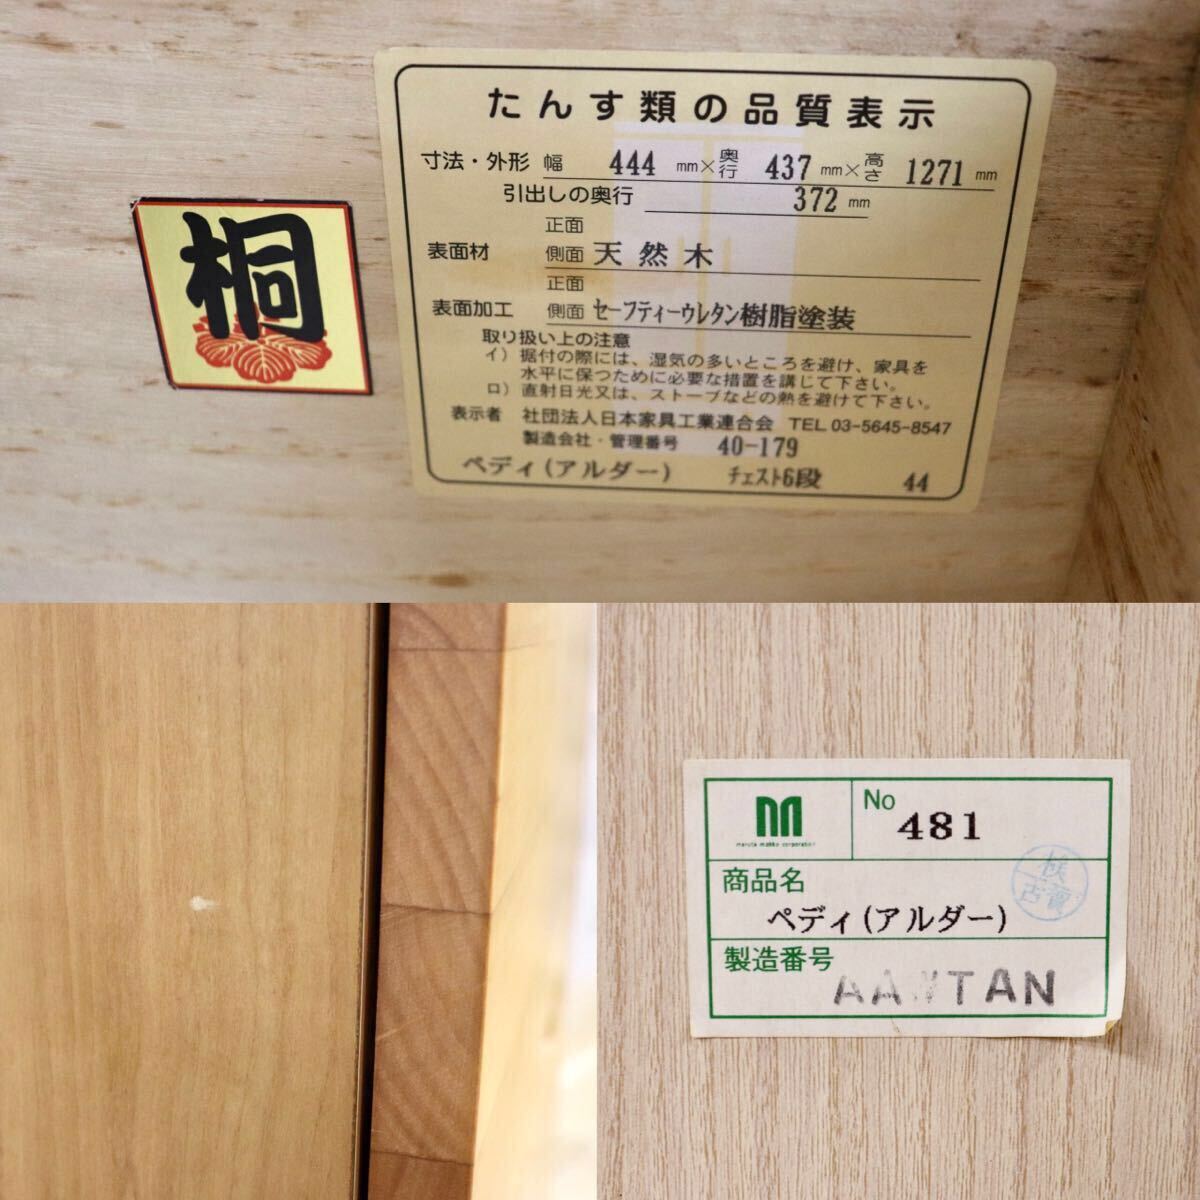 桐
たんす類の品質表示
寸法・外形 幅 444 mm× 奥行 437 mm× 高さ 1271 mm
引出しの奥行 372 mm
正面
表面材 側面 天然木
正面
表面加工 側面 セーフティーウレタン樹脂塗装
取り扱い上の注意
イ）据付の際には、湿気の多いところを避け、家具を
水平に保つために必要な措置を講じて下さい。
ロ）直射日光又は、ストーブなどの熱を避けて下さい。
表示者 社団法人日本家具工業連合会 TEL 03-5645-8547
製造会社・管理番号 40-179
ペディ(アルダー) チェスト6段 44
No 481
maruta mokko corporation
商品名
ペディ(アルダー)
検
古賀
製造番号